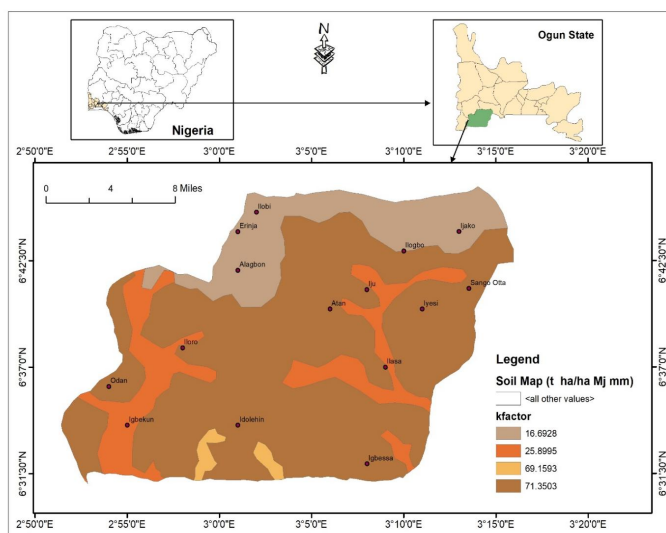 Nigeria
N
Ogun State
2°50'0"E 2°55'0"E 3°0'0"E 3°5'0"E 3°10'0"E 3°15'0"E 3°20'0"E
0 4 8 Miles
6°42'30"N
6°37'0"N
6°31'30"N
Ilobi
Erinja
Ijako
Ilogbo
Alagbon
Iju
Sango Otta
Atan
Iyesi
Iloro
Ilasa
Odan
Igbekun
Idolehin
Igbessa
Legend
Soil Map (t ha/ha Mj mm)
<all other values>
kfactor
16.6928
25.8995
69.1593
71.3503
6°42'30"N
6°37'0"N
6°31'30"N
2°50'0"E 2°55'0"E 3°0'0"E 3°5'0"E 3°10'0"E 3°15'0"E 3°20'0"E